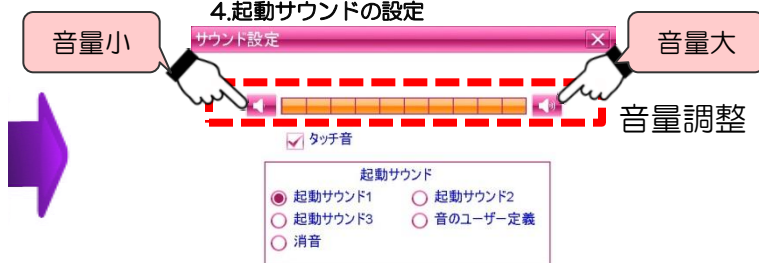 4.起動サウンドの設定
音量小
サウンド設定
音量大
音量調整
タッチ音
起動サウンド
起動サウンド1
起動サウンド2
起動サウンド3
音のユーザー定義
消音